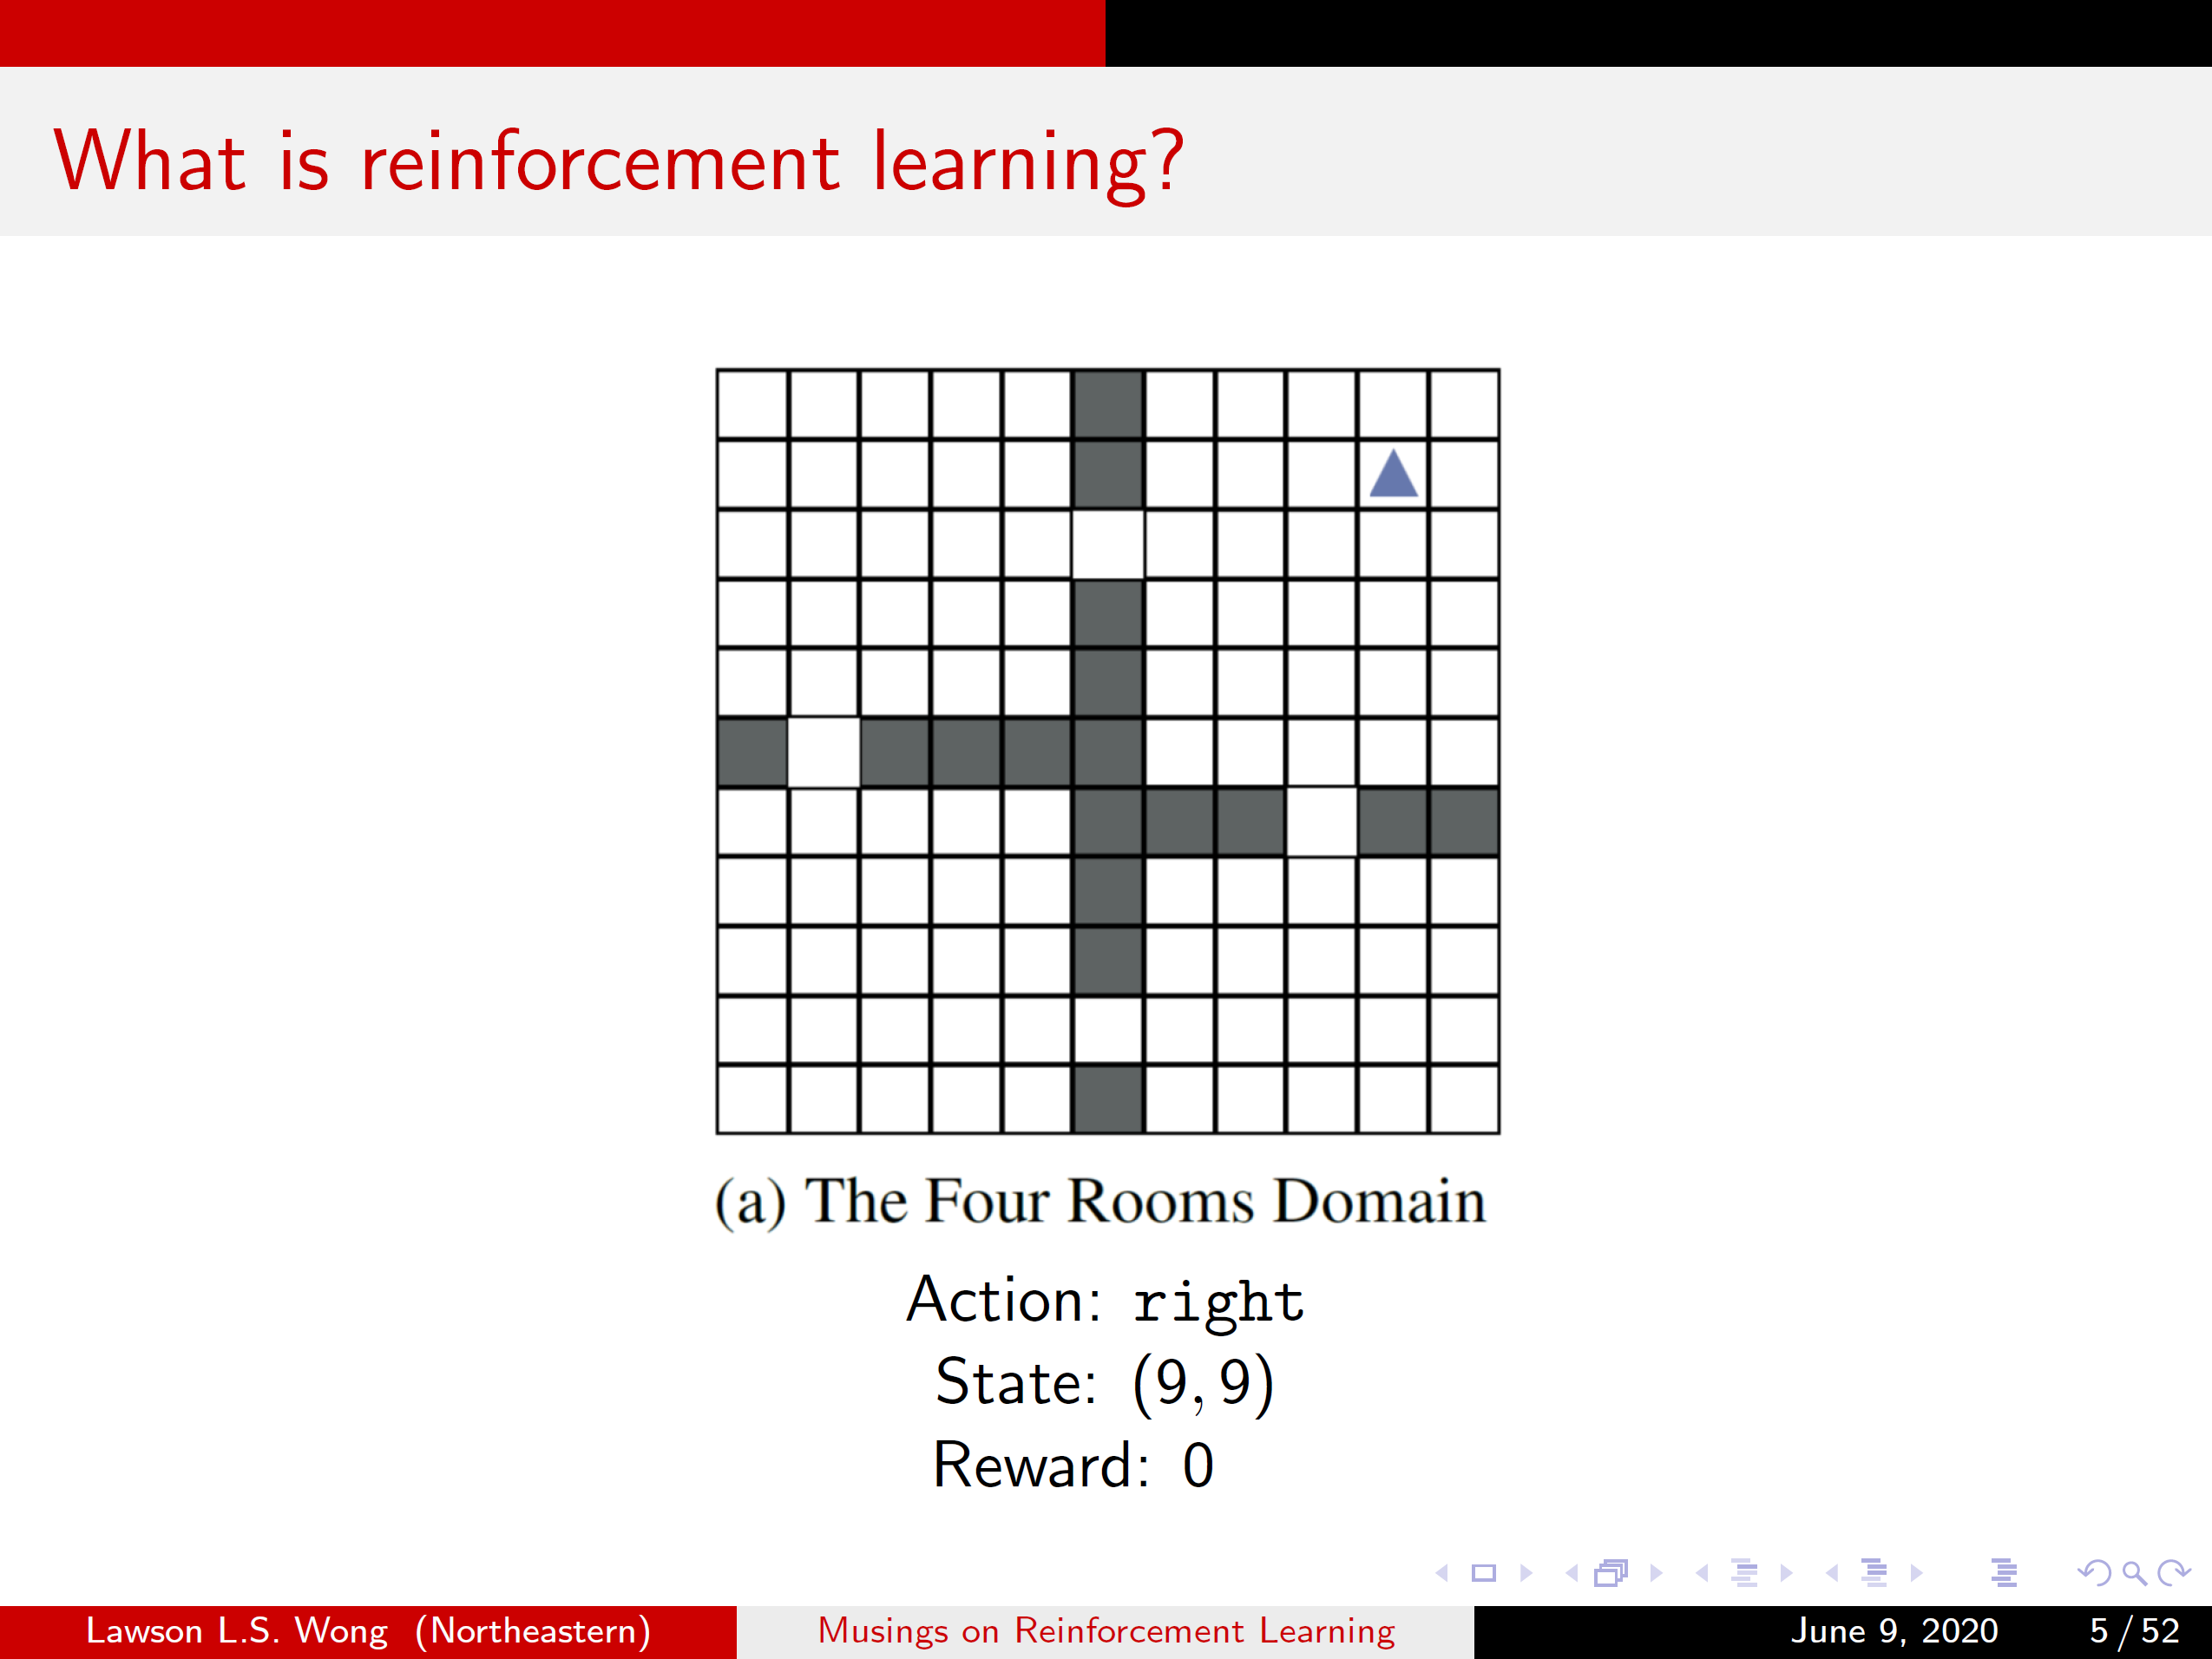 What is reinforcement learning?
(a) The Four Rooms Domain
Action: right
State: (9, 9)
Reward: 0
Lawson L.S. Wong (Northeastern)
Musings on Reinforcement Learning
June 9, 2020
5 / 52